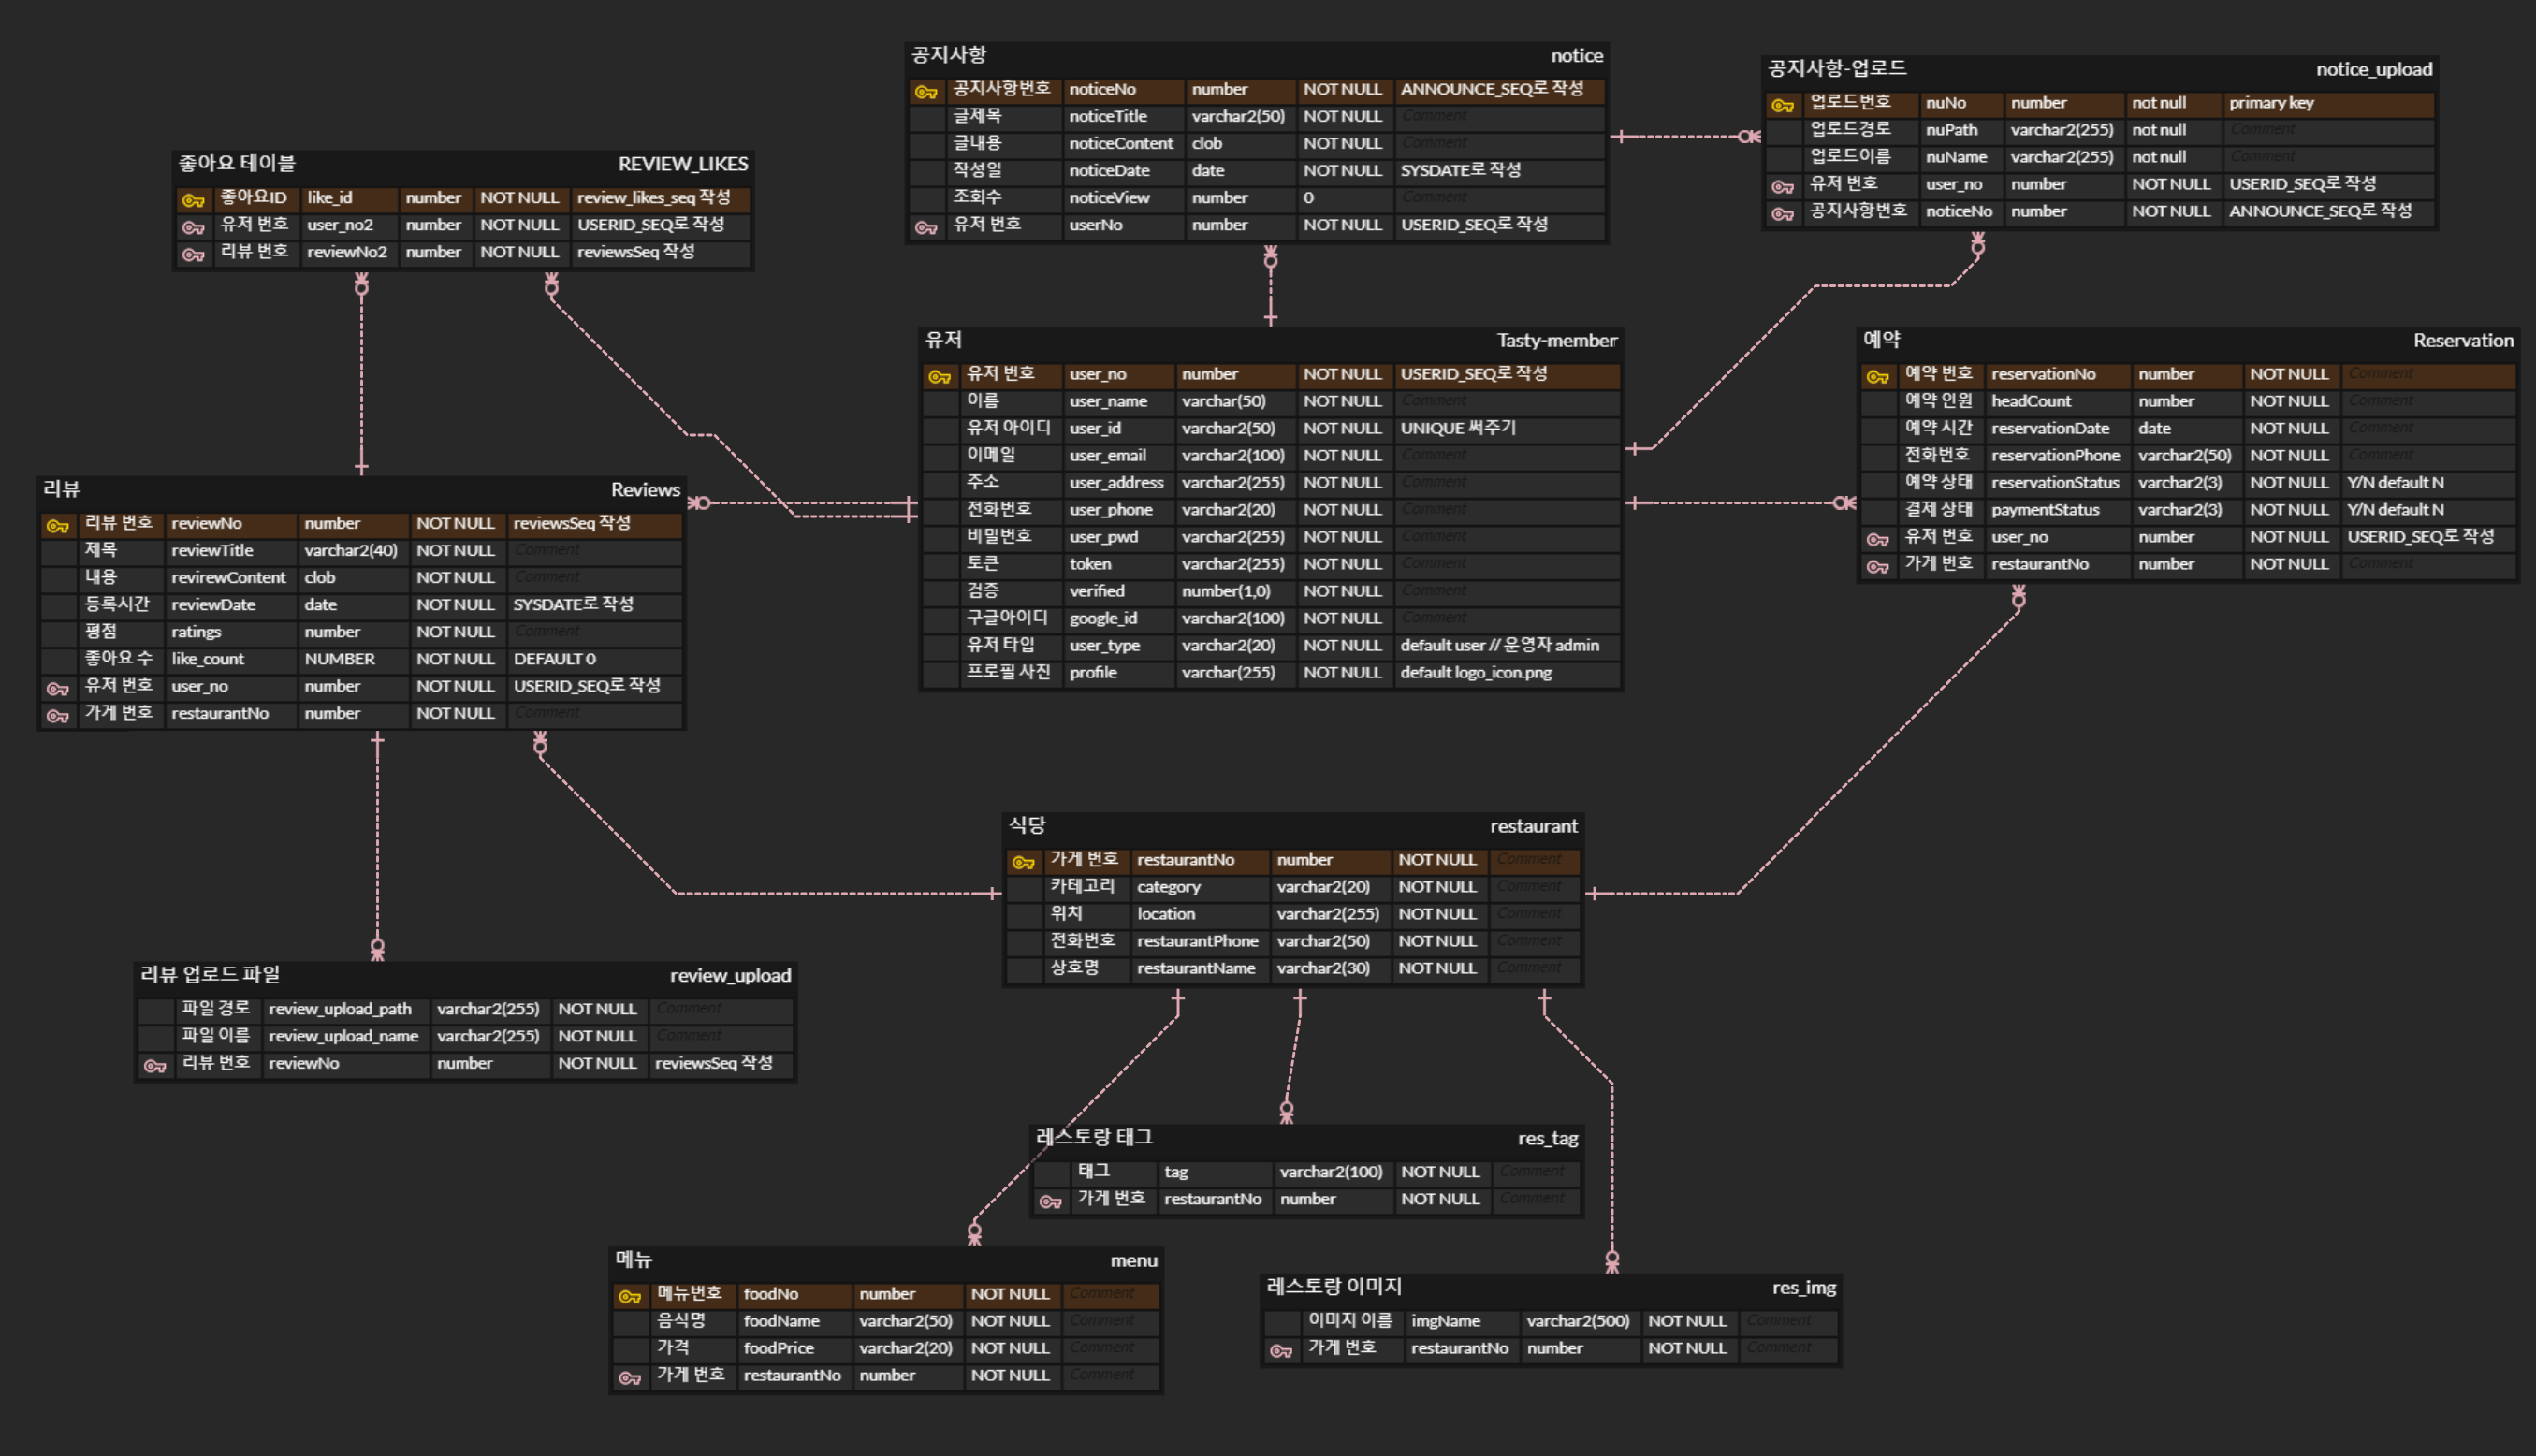 공지사항 notice
공지사항번호 noticeNo number NOT NULL ANNOUNCE_SEQ로 작성
글제목 noticeTitle varchar2(50) NOT NULL Comment
글내용 noticeContent clob NOT NULL Comment
작성일 noticeDate date NOT NULL SYSDATE로 작성
조회수 noticeView number 0 Comment
유저 번호 userNo number NOT NULL USERID_SEQ로 작성
공지사항-업로드 notice_upload
업로드번호 nuNo number not null primary key
업로드경로 nuPath varchar2(255) not null Comment
업로드이름 nuName varchar2(255) not null Comment
유저 번호 user_no number NOT NULL USERID_SEQ로 작성
공지사항번호 noticeNo number NOT NULL ANNOUNCE_SEQ로 작성
좋아요 테이블 REVIEW_LIKES
좋아요ID like_id number NOT NULL review_likes_seq 작성
유저 번호 user_no2 number NOT NULL USERID_SEQ로 작성
리뷰 번호 reviewNo2 number NOT NULL reviewsSeq 작성
유저 Tasty-member
유저 번호 user_no number NOT NULL USERID_SEQ로 작성
이름 user_name varchar(50) NOT NULL Comment
유저 아이디 user_id varchar2(50) NOT NULL UNIQUE 써주기
이메일 user_email varchar2(100) NOT NULL Comment
주소 user_address varchar2(255) NOT NULL Comment
전화번호 user_phone varchar2(20) NOT NULL Comment
비밀번호 user_pwd varchar2(255) NOT NULL Comment
토큰 token varchar2(255) NOT NULL Comment
검증 verified number(1,0) NOT NULL Comment
구글아이디 google_id varchar2(100) NOT NULL Comment
유저 타입 user_type varchar2(20) NOT NULL default user // 운영자 admin
프로필 사진 profile varchar(255) NOT NULL default logo_icon.png
예약 Reservation
예약 번호 reservationNo number NOT NULL Comment
예약 인원 headCount number NOT NULL Comment
예약 시간 reservationDate date NOT NULL Comment
전화번호 reservationPhone varchar2(50) NOT NULL Comment
예약 상태 reservationStatus varchar2(3) NOT NULL Y/N default N
결제 상태 paymentStatus varchar2(3) NOT NULL Y/N default N
유저 번호 user_no number NOT NULL USERID_SEQ로 작성
가게 번호 restaurantNo number NOT NULL Comment
리뷰 Reviews
리뷰 번호 reviewNo number NOT NULL reviewsSeq 작성
제목 reviewTitle varchar2(40) NOT NULL Comment
내용 revirewContent clob NOT NULL Comment
등록시간 reviewDate date NOT NULL SYSDATE로 작성
평점 ratings number NOT NULL Comment
좋아요 수 like_count NUMBER NOT NULL DEFAULT 0
유저 번호 user_no number NOT NULL USERID_SEQ로 작성
가게 번호 restaurantNo number NOT NULL Comment
식당 restaurant
가게 번호 restaurantNo number NOT NULL Comment
카테고리 category varchar2(20) NOT NULL Comment
위치 location varchar2(255) NOT NULL Comment
전화번호 restaurantPhone varchar2(50) NOT NULL Comment
상호명 restaurantName varchar2(30) NOT NULL Comment
리뷰 업로드 파일 review_upload
파일 경로 review_upload_path varchar2(255) NOT NULL Comment
파일 이름 review_upload_name varchar2(255) NOT NULL Comment
리뷰 번호 reviewNo number NOT NULL reviewsSeq 작성
레스토랑 태그 res_tag
태그 tag varchar2(100) NOT NULL Comment
가게 번호 restaurantNo number NOT NULL Comment
메뉴 menu
메뉴번호 foodNo number NOT NULL Comment
음식명 foodName varchar2(50) NOT NULL Comment
가격 foodPrice varchar2(20) NOT NULL Comment
가게 번호 restaurantNo number NOT NULL Comment
레스토랑 이미지 res_img
이미지 이름 imgName varchar2(500) NOT NULL Comment
가게 번호 restaurantNo number NOT NULL Comment